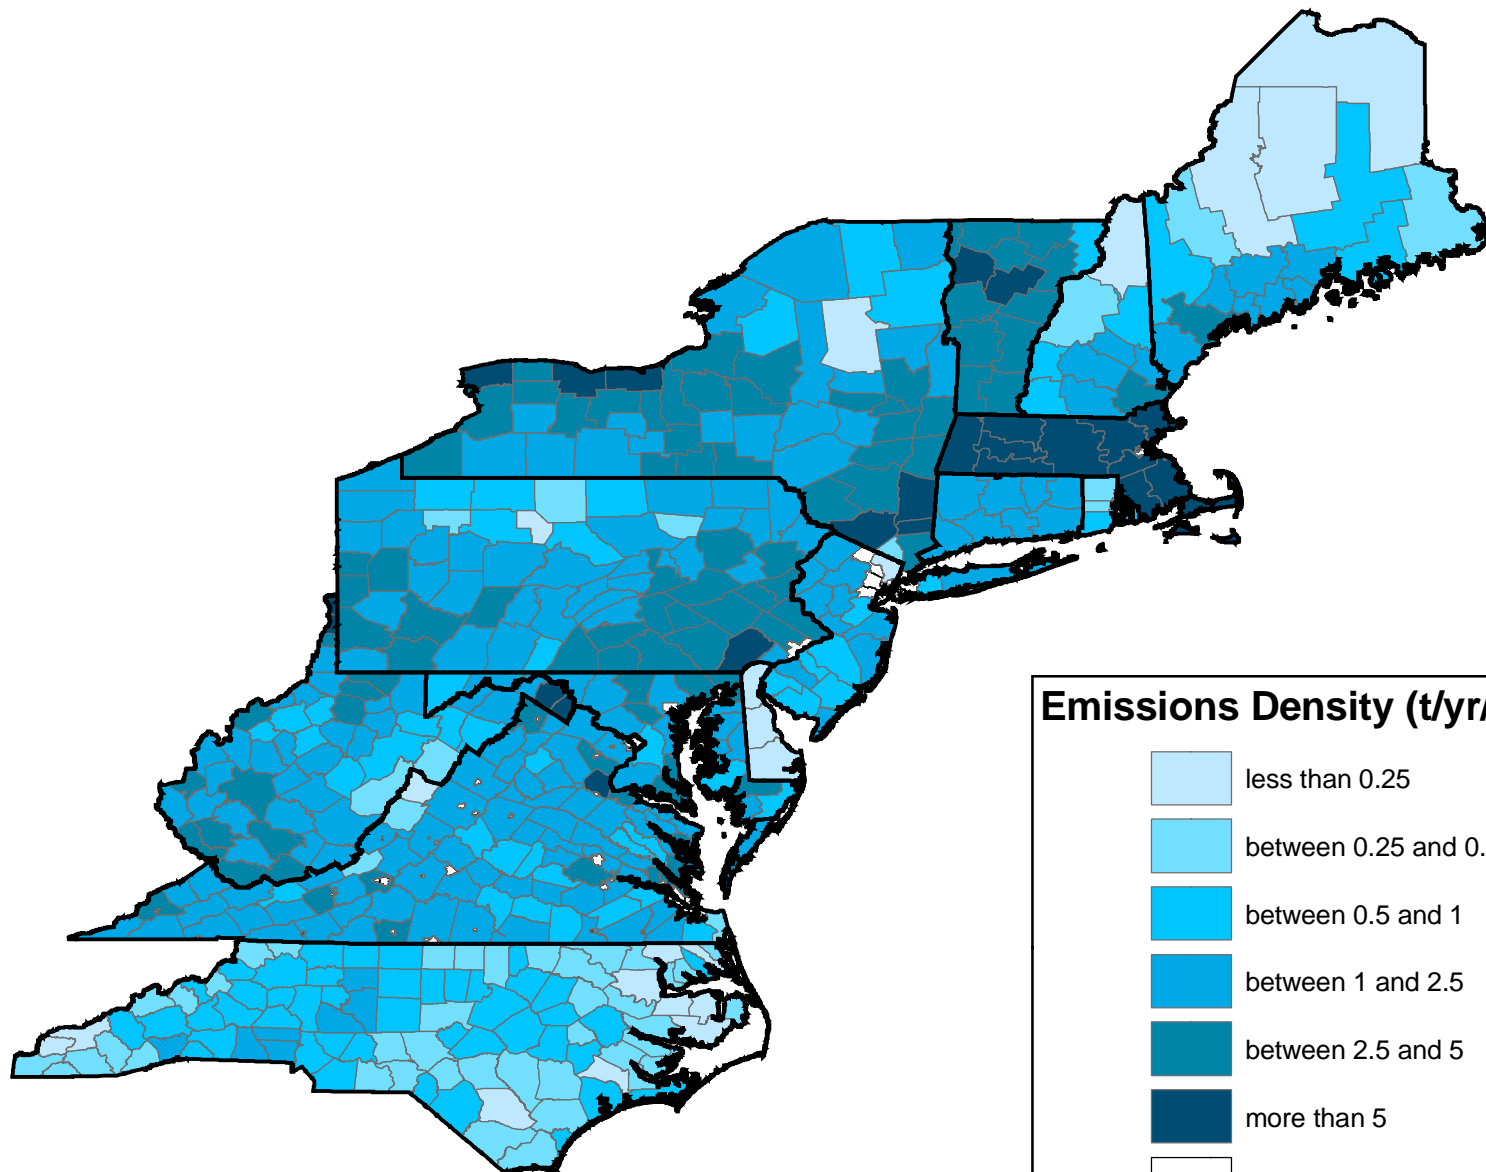 Emissions Density (t/yr/
less than 0.25
between 0.25 and 0.
between 0.5 and 1
between 1 and 2.5
between 2.5 and 5
more than 5